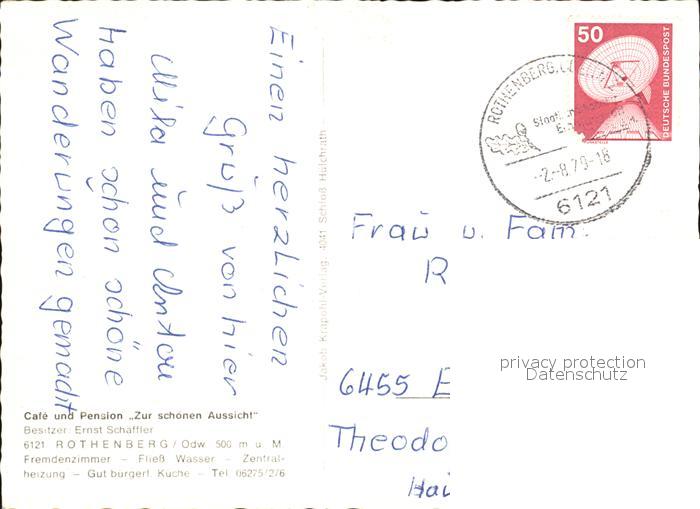 Einen herzlichen
Grüß von hier
Mila und Anton
haben schon schöne
Wanderungen gemacht
Café und Pension „Zur schönen Aussicht"
Besitzer: Ernst Schäffler
6121 ROTHENBERG / Odw. 500 m ü. M.
Fremdenzimmer – Fließ. Wasser – Zentral-
heizung – Gut bürgerl. Küche – Tel. 06275/276
Jakob Krapohl-Verlag, 4041 Schloß Hülchrath
50
DEUTSCHE BUNDESPOST
ROTHENBERG,
-2.-8.79-18
6121
Frau u. Fam.
R
6455 E
Theodo
Hai
privacy protection
Datenschutz